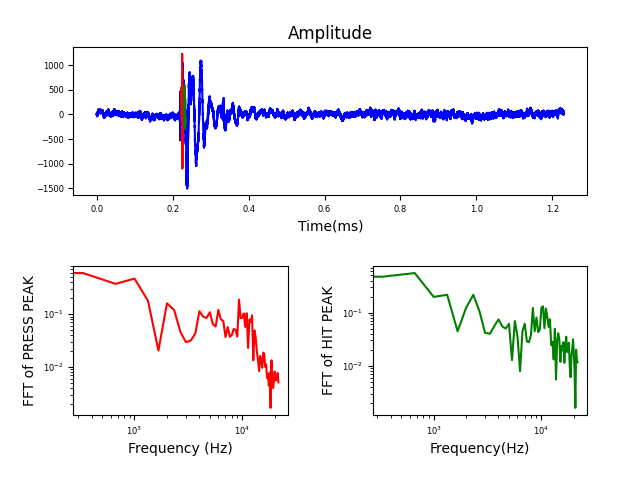 Amplitude
1000
500
0
−500
−1000
−1500
0.0 0.2 0.4 0.6 0.8 1.0 1.2
Time(ms)
FFT of PRESS PEAK
10⁻¹
10⁻²
10³ 10⁴
Frequency (Hz)
FFT of HIT PEAK
10⁻¹
10⁻²
10³ 10⁴
Frequency(Hz)